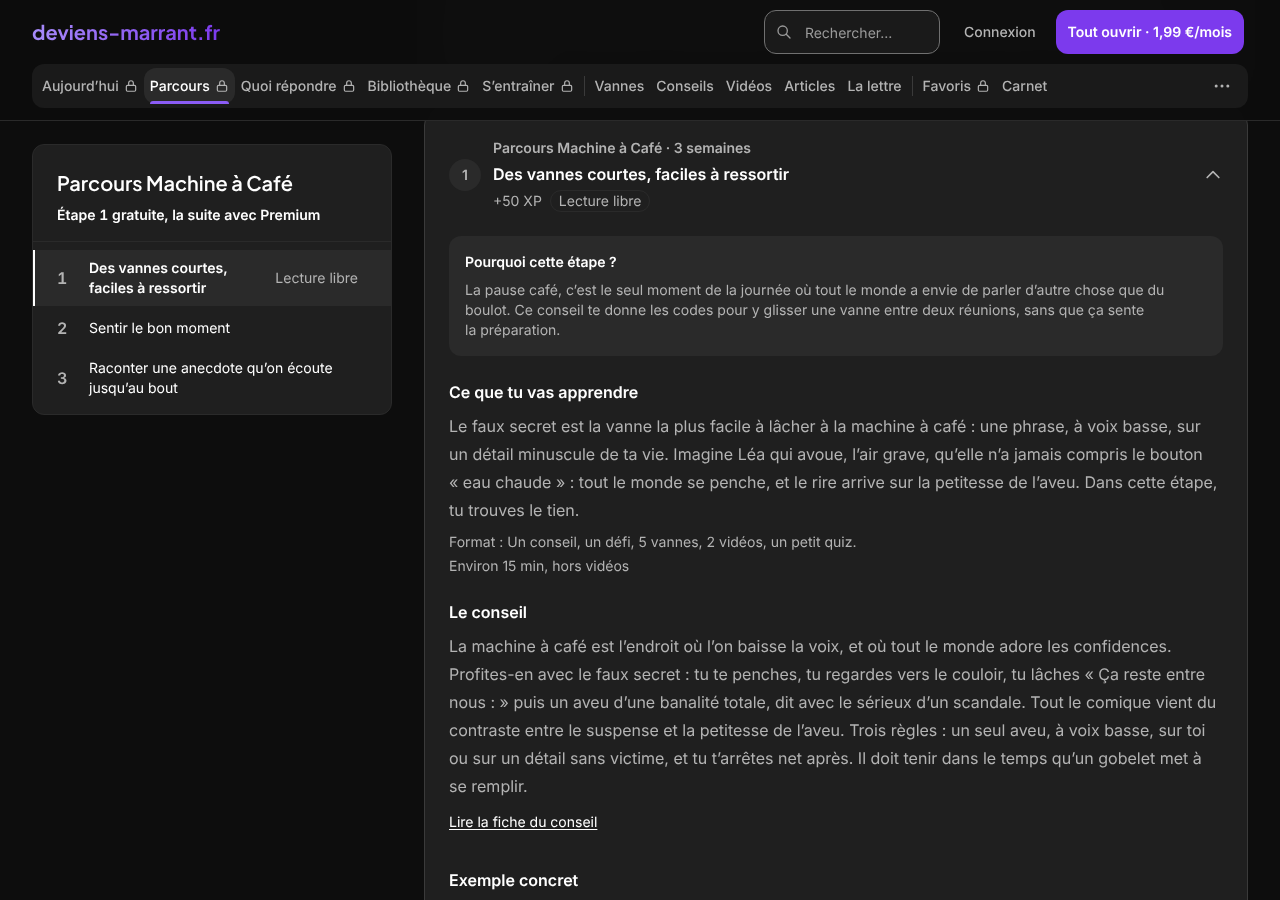 deviens-marrant.fr
Rechercher…
Connexion
Tout ouvrir · 1,99 €/mois
Aujourd’hui
Parcours
Quoi répondre
Bibliothèque
S’entraîner
Vannes
Conseils
Vidéos
Articles
La lettre
Favoris
Carnet
Parcours Machine à Café
Étape 1 gratuite, la suite avec Premium
1
Des vannes courtes,
faciles à ressortir
Lecture libre
2
Sentir le bon moment
3
Raconter une anecdote qu’on écoute
jusqu’au bout
Parcours Machine à Café · 3 semaines
1
Des vannes courtes, faciles à ressortir
+50 XP
Lecture libre
Pourquoi cette étape ?
La pause café, c’est le seul moment de la journée où tout le monde a envie de parler d’autre chose que du
boulot. Ce conseil te donne les codes pour y glisser une vanne entre deux réunions, sans que ça sente
la préparation.
Ce que tu vas apprendre
Le faux secret est la vanne la plus facile à lâcher à la machine à café : une phrase, à voix basse, sur
un détail minuscule de ta vie. Imagine Léa qui avoue, l’air grave, qu’elle n’a jamais compris le bouton
« eau chaude » : tout le monde se penche, et le rire arrive sur la petitesse de l’aveu. Dans cette étape,
tu trouves le tien.
Format : Un conseil, un défi, 5 vannes, 2 vidéos, un petit quiz.
Environ 15 min, hors vidéos
Le conseil
La machine à café est l’endroit où l’on baisse la voix, et où tout le monde adore les confidences.
Profites-en avec le faux secret : tu te penches, tu regardes vers le couloir, tu lâches « Ça reste entre
nous : » puis un aveu d’une banalité totale, dit avec le sérieux d’un scandale. Tout le comique vient du
contraste entre le suspense et la petitesse de l’aveu. Trois règles : un seul aveu, à voix basse, sur toi
ou sur un détail sans victime, et tu t’arrêtes net après. Il doit tenir dans le temps qu’un gobelet met à
se remplir.
Lire la fiche du conseil
Exemple concret